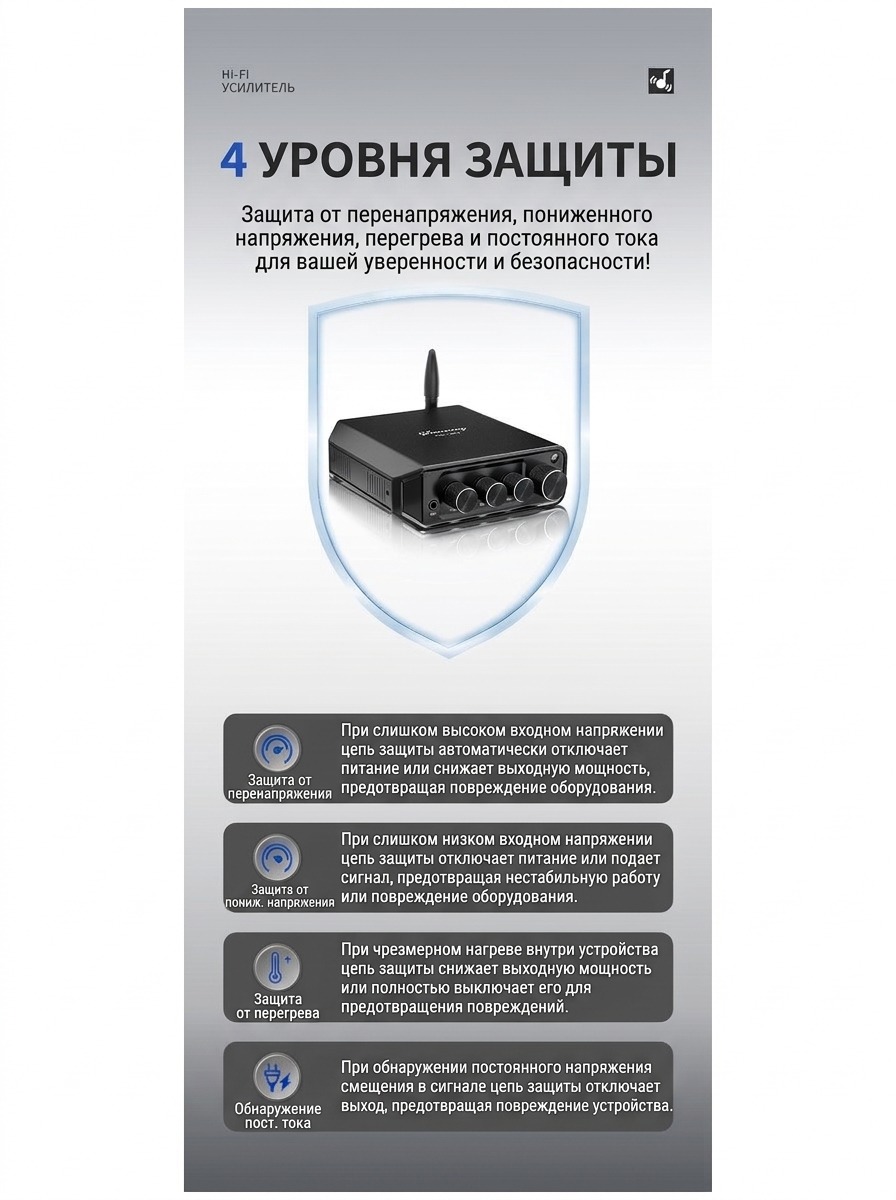 Hi-FI
УСИЛИТЕЛЬ
4 УРОВНЯ ЗАЩИТЫ
Защита от перенапряжения, пониженного
напряжения, перегрева и постоянного тока
для вашей уверенности и безопасности!
Защита от
перенапряжения
При слишком высоком входном напряжении
цепь защиты автоматически отключает
питание или снижает выходную мощность,
предотвращая повреждение оборудования.
Защита от
пониж. напряжения
При слишком низком входном напряжении
цепь защиты отключает питание или подает
сигнал, предотвращая нестабильную работу
или повреждение оборудования.
Защита
от перегрева
При чрезмерном нагреве внутри устройства
цепь защиты снижает выходную мощность
или полностью выключает его для
предотвращения повреждений.
Обнаружение
пост. тока
При обнаружении постоянного напряжения
смещения в сигнале цепь защиты отключает
выход, предотвращая повреждение устройства.